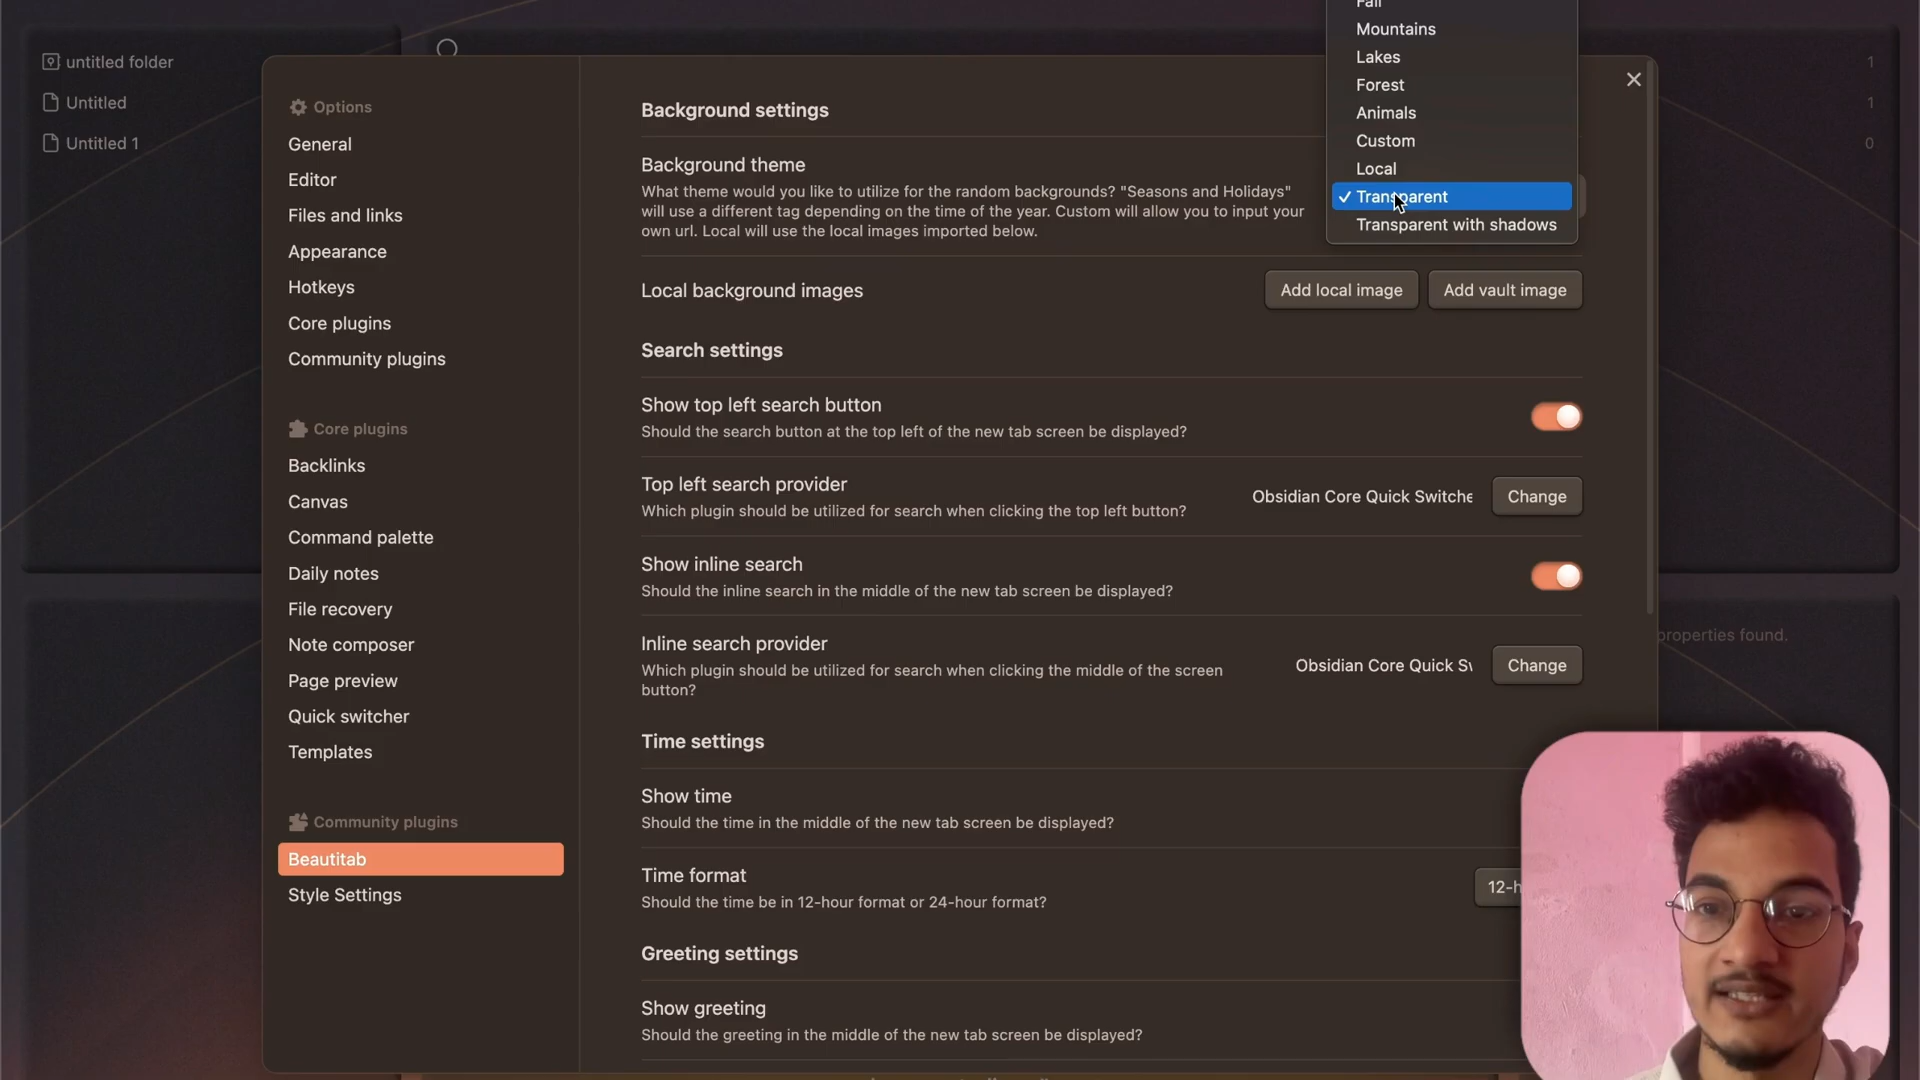 untitled folder
Untitled
Untitled 1
Options
General
Editor
Files and links
Appearance
Hotkeys
Core plugins
Community plugins
Core plugins
Backlinks
Canvas
Command palette
Daily notes
File recovery
Note composer
Page preview
Quick switcher
Templates
Community plugins
Beautitab
Style Settings
Background settings
Background theme
What theme would you like to utilize for the random backgrounds? "Seasons and Holidays"
will use a different tag depending on the time of the year. Custom will allow you to input your
own url. Local will use the local images imported below.
Fall
Mountains
Lakes
Forest
Animals
Custom
Local
✓ Transparent
Transparent with shadows
Local background images
Add local image
Add vault image
Search settings
Show top left search button
Should the search button at the top left of the new tab screen be displayed?
Top left search provider
Which plugin should be utilized for search when clicking the top left button?
Obsidian Core Quick Switche
Change
Show inline search
Should the inline search in the middle of the new tab screen be displayed?
Inline search provider
Which plugin should be utilized for search when clicking the middle of the screen
button?
Obsidian Core Quick
Change
Time settings
Show time
Should the time in the middle of the new tab screen be displayed?
Time format
Should the time be in 12-hour format or 24-hour format?
12-h
Greeting settings
Show greeting
Should the greeting in the middle of the new tab screen be displayed?
1
1
0
properties found.